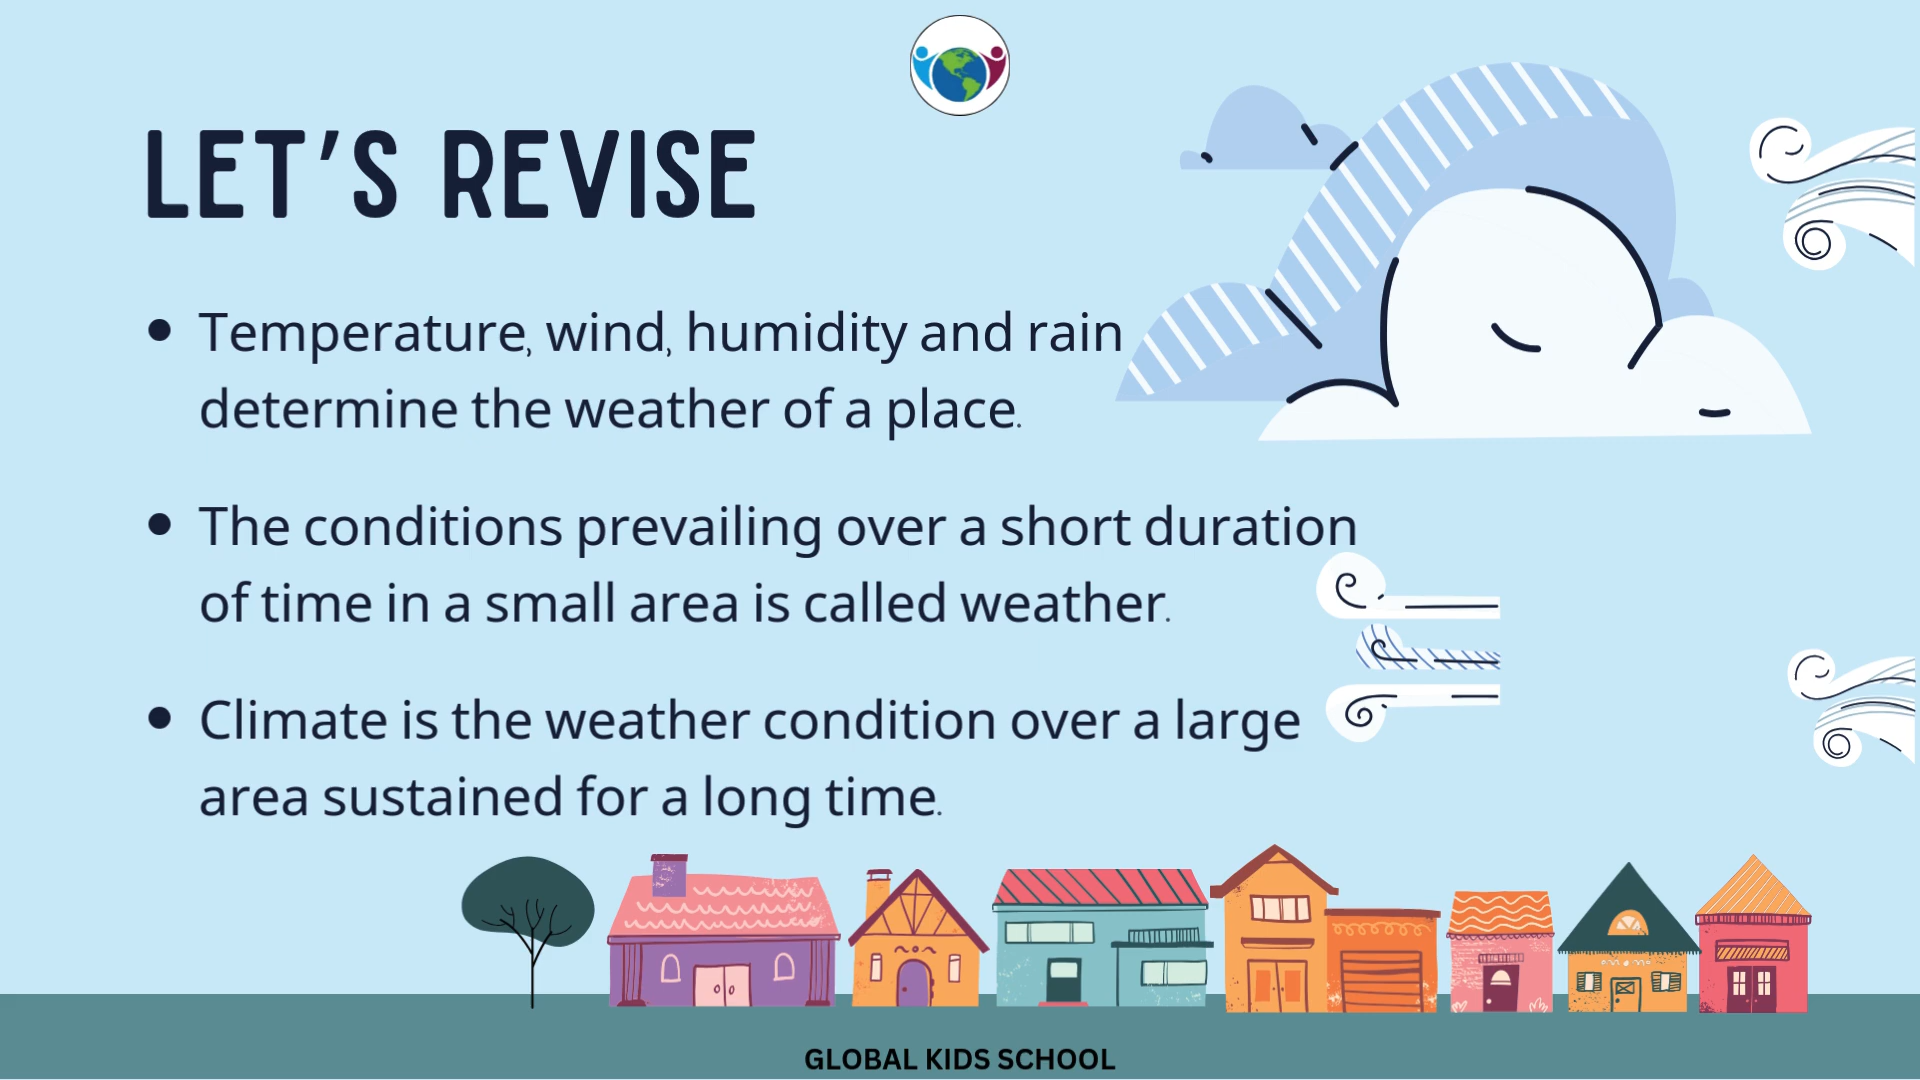 LET'S REVISE
• Temperature, wind, humidity and rain
determine the weather of a place.
• The conditions prevailing over a short duration
of time in a small area is called weather.
• Climate is the weather condition over a large
area sustained for a long time.
GLOBAL KIDS SCHOOL